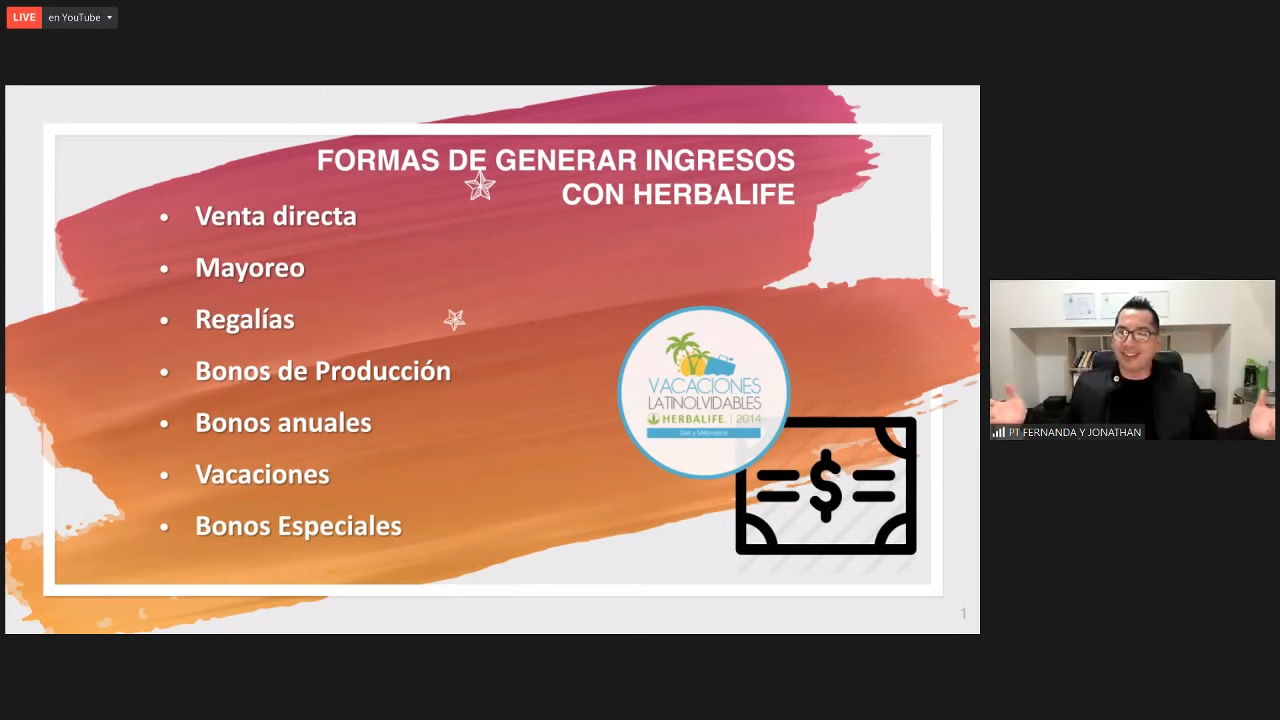 LIVE en YouTube
FORMAS DE GENERAR INGRESOS
CON HERBALIFE
• Venta directa
• Mayoreo
• Regalías
• Bonos de Producción
• Bonos anuales
• Vacaciones
• Bonos Especiales
VACACIONES
LATINOLVIDABLES
HERBALIFE | 2014
$
1
PT FERNANDA Y JONATHAN